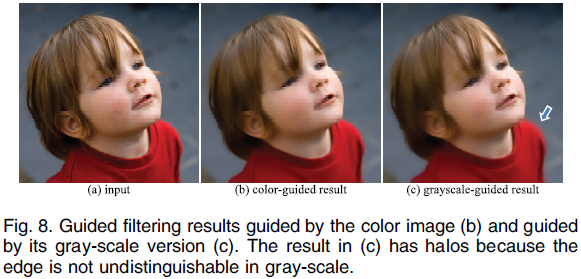 (a) input
(b) color-guided result
(c) grayscale-guided result
Fig. 8. Guided filtering results guided by the color image (b) and guided
by its gray-scale version (c). The result in (c) has halos because the
edge is not undistinguishable in gray-scale.